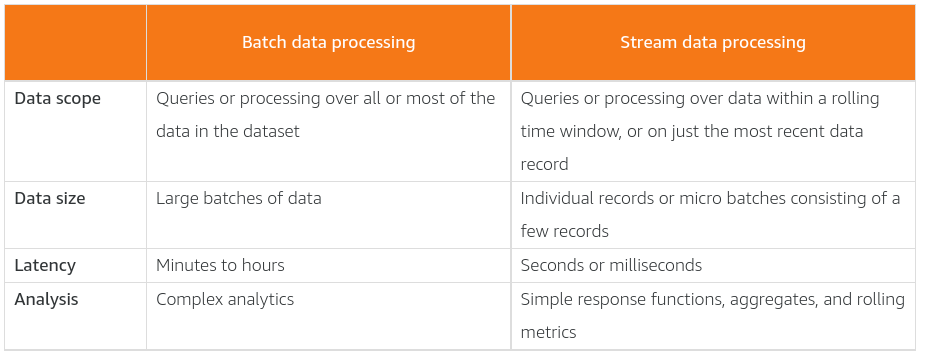 Batch data processing
Stream data processing
Data scope
Queries or processing over all or most of the
data in the dataset
Queries or processing over data within a rolling
time window, or on just the most recent data
record
Data size
Large batches of data
Individual records or micro batches consisting of a
few records
Latency
Minutes to hours
Seconds or milliseconds
Analysis
Complex analytics
Simple response functions, aggregates, and rolling
metrics